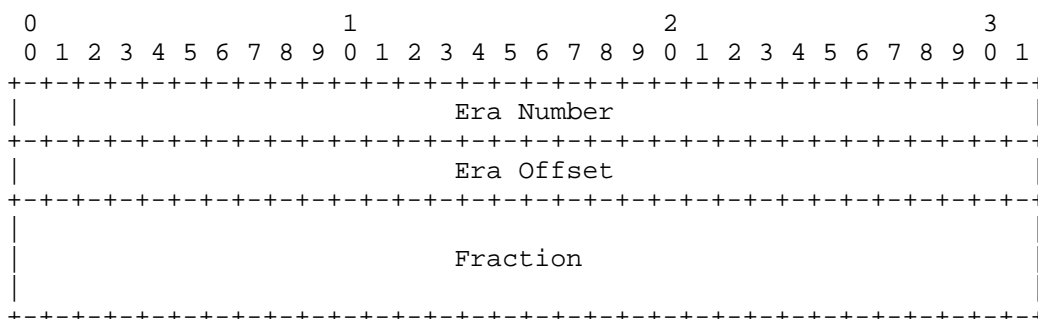 0                   1                   2                   3
 0 1 2 3 4 5 6 7 8 9 0 1 2 3 4 5 6 7 8 9 0 1 2 3 4 5 6 7 8 9 0 1
+-+-+-+-+-+-+-+-+-+-+-+-+-+-+-+-+-+-+-+-+-+-+-+-+-+-+-+-+-+-+-+-+
|                           Era Number                          |
+-+-+-+-+-+-+-+-+-+-+-+-+-+-+-+-+-+-+-+-+-+-+-+-+-+-+-+-+-+-+-+-+
|                           Era Offset                          |
+-+-+-+-+-+-+-+-+-+-+-+-+-+-+-+-+-+-+-+-+-+-+-+-+-+-+-+-+-+-+-+-+
|                                                               |
|                           Fraction                            |
|                                                               |
+-+-+-+-+-+-+-+-+-+-+-+-+-+-+-+-+-+-+-+-+-+-+-+-+-+-+-+-+-+-+-+-+